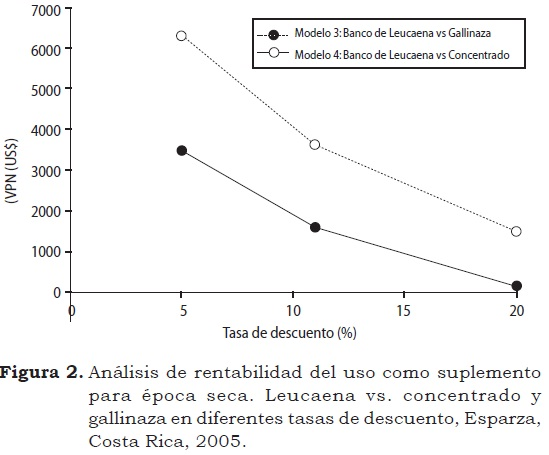 7000
6000
5000
4000
3000
2000
1000
0
(VPN (US$)
Modelo 3: Banco de Leucaena vs Gallinaza
Modelo 4: Banco de Leucaena vs Concentrado
0 5 10 15 20
Tasa de descuento (%)
Figura 2. Análisis de rentabilidad del uso como suplemento
para época seca. Leucaena vs. concentrado y
gallinaza en diferentes tasas de descuento, Esparza,
Costa Rica, 2005.